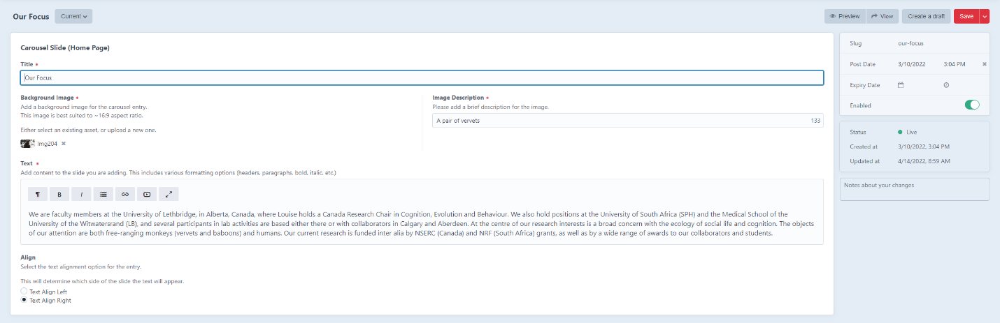 Our Focus Current Preview View Create a draft Save
Carousel Slide (Home Page)
Title
Our Focus
Background Image
Add a background image for the carousel entry.
This image is best suited to ~16:9 aspect ratio.
Either select an existing asset, or upload a new one.
Img204
Image Description
Please add a brief description for the image.
A pair of vervets 133
Text
Add content to the slide you are adding. This includes various formatting options (headers, paragraphs, bold, italic, etc.)
¶ B I
We are faculty members at the University of Lethbridge, in Alberta, Canada, where Louise holds a Canada Research Chair in Cognition, Evolution and Behaviour. We also hold positions at the University of South Africa (SPH) and the Medical School of the
University of the Witwatersrand (LB), and several participants in lab activities are based either there or with collaborators in Calgary and Aberdeen. At the centre of our research interests is a broad concern with the ecology of social life and cognition. The objects
of our attention are both free-ranging monkeys (vervets and baboons) and humans. Our current research is funded inter alia by NSERC (Canada) and NRF (South Africa) grants, as well as by a wide range of awards to our collaborators and students.
Align
Select the text alignment option for the entry.
This will determine which side of the slide the text will appear.
Text Align Left
Text Align Right
Slug our-focus
Post Date 3/10/2022 3:04 PM
Expiry Date
Enabled
Status Live
Created at 3/10/2022, 3:04 PM
Updated at 4/14/2022, 8:59 AM
Notes about your changes